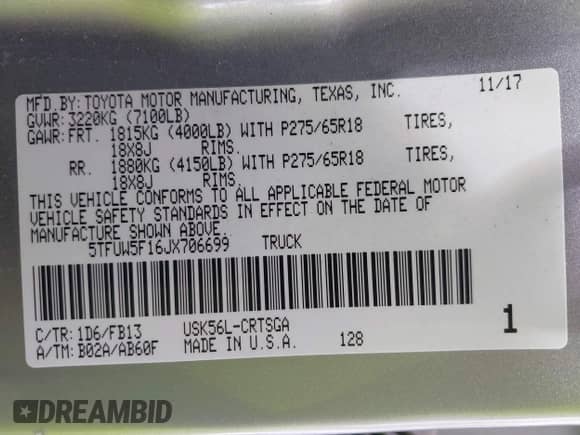 MFD.BY:TOYOTA MOTOR MANUFACTURING, TEXAS, INC. 11/17
GVWR:3220KG (7100LB)
GAWR:FRT. 1815KG (4000LB) WITH P275/65R18 TIRES,
18X8J RIMS.
RR. 1880KG (4150LB) WITH P275/65R18 TIRES,
18X8J RIMS.
THIS VEHICLE CONFORMS TO ALL APPLICABLE FEDERAL MOTOR
VEHICLE SAFETY STANDARDS IN EFFECT ON THE DATE OF
MANUFACTURE SHOWN ABOVE.
5TFUW5F16JX706699 TRUCK
C/TR:1D6/FB13 USK56L-CRTSGA 1
A/TM:B02A/AB60F MADE IN U.S.A. 128
DREAMBID